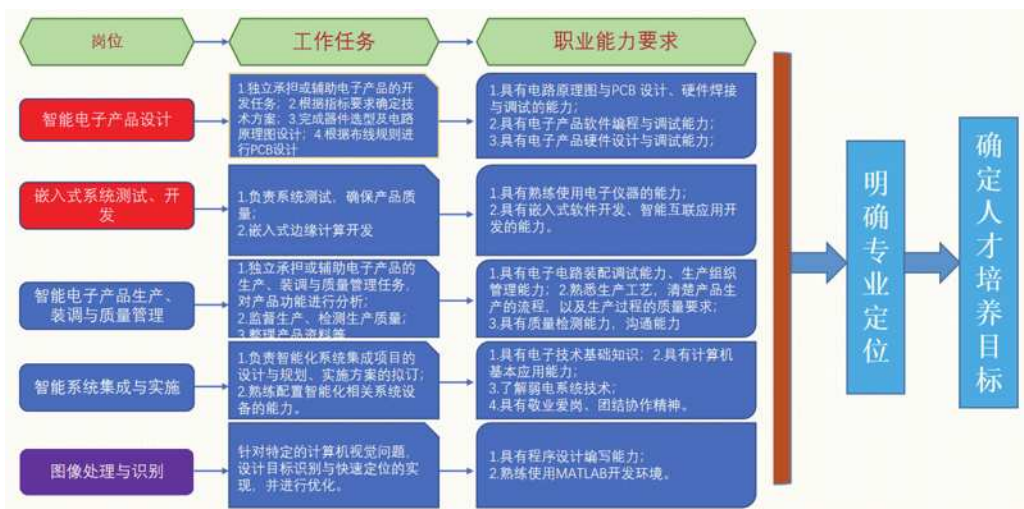 岗位
工作任务
职业能力要求
智能电子产品设计
1.独立承担或辅助电子产品的开
发任务；2.根据指标要求确定技
术方案；3.完成器件选型及电路
原理图设计；4.根据布线规则进
行PCB设计
1.具有电路原理图与PCB 设计、硬件焊接
与调试的能力；
2.具有电子产品软件编程与调试能力；
3.具有电子产品硬件设计与调试能力；
嵌入式系统测试、开
发
1.负责系统测试，确保产品质
量；
2.嵌入式边缘计算开发
1.具有熟练使用电子仪器的能力；
2.具有嵌入式软件开发、智能互联应用开
发的能力。
智能电子产品生产、
装调与质量管理
1.独立承担或辅助电子产品的
生产、装调与质量管理任务，
对产品功能进行分析；
2.监督生产、检测生产质量；
3.整理产品资料等
1.具有电子电路装配调试能力、生产组织
管理能力；2.熟悉生产工艺，清楚产品生
产的流程，以及生产过程的质量要求；
3.具有质量检测能力，沟通能力
智能系统集成与实施
1.负责智能化系统集成项目的
设计与规划、实施方案的拟订；
2.熟练配置智能化相关系统设
备的能力。
1.具有电子技术基础知识；2.具有计算机
基本应用能力；
3.了解弱电系统技术；
4.具有敬业爱岗、团结协作精神。
图像处理与识别
针对特定的计算机视觉问题，
设计目标识别与快速定位的实
现，并进行优化。
1.具有程序设计编写能力；
2.熟练使用MATLAB开发环境。
明确专业定位
确定人才培养目标